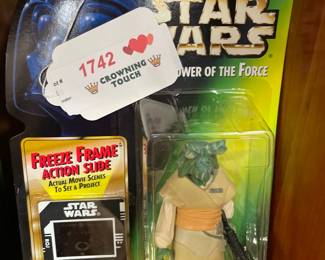 STAR
WARS
POWER OF THE FORCE
1742
CROWNING
TOUCH
FREEZE FRAME
ACTION SLIDE
ACTUAL MOVIE SCENES
TO SET & PROJECT
STAR
WARS